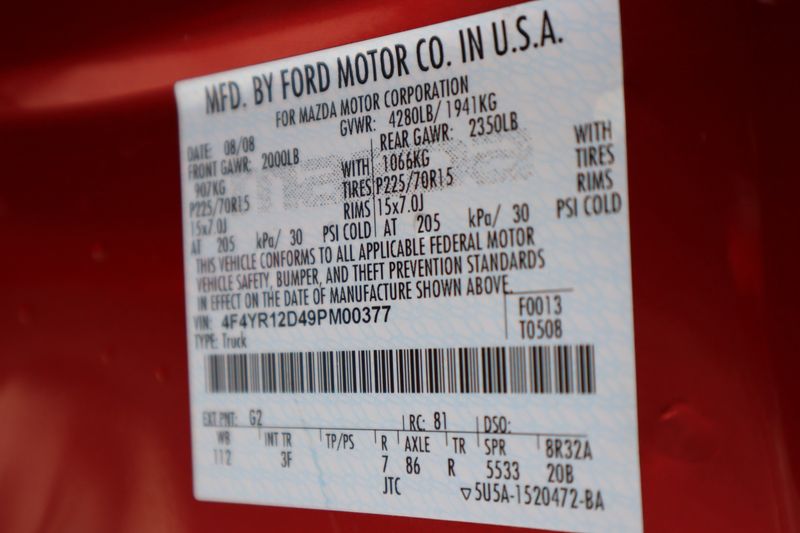 MFD. BY FORD MOTOR CO. IN U.S.A.
FOR MAZDA MOTOR CORPORATION
DATE: 08/08 GVWR: 4280LB/ 1941KG
FRONT GAWR: 2000LB REAR GAWR: 2350LB
907KG WITH 1066KG WITH
P225/70R15 TIRES P225/70R15 TIRES
15x7.0J RIMS 15x7.0J RIMS
AT 205 kPa/ 30 PSI COLD AT 205 kPa/ 30 PSI COLD
THIS VEHICLE CONFORMS TO ALL APPLICABLE FEDERAL MOTOR
VEHICLE SAFETY, BUMPER, AND THEFT PREVENTION STANDARDS
IN EFFECT ON THE DATE OF MANUFACTURE SHOWN ABOVE.
VIN: 4F4YR12D49PM00377 F0013
TYPE: Truck T0508
EXT PNT: G2 RC: 81 DSO:
WB INT TR TP/PS R AXLE TR SPR 8R32A
112 3F 7 86 R 5533 20B
JTC ▽5U5A-1520472-BA